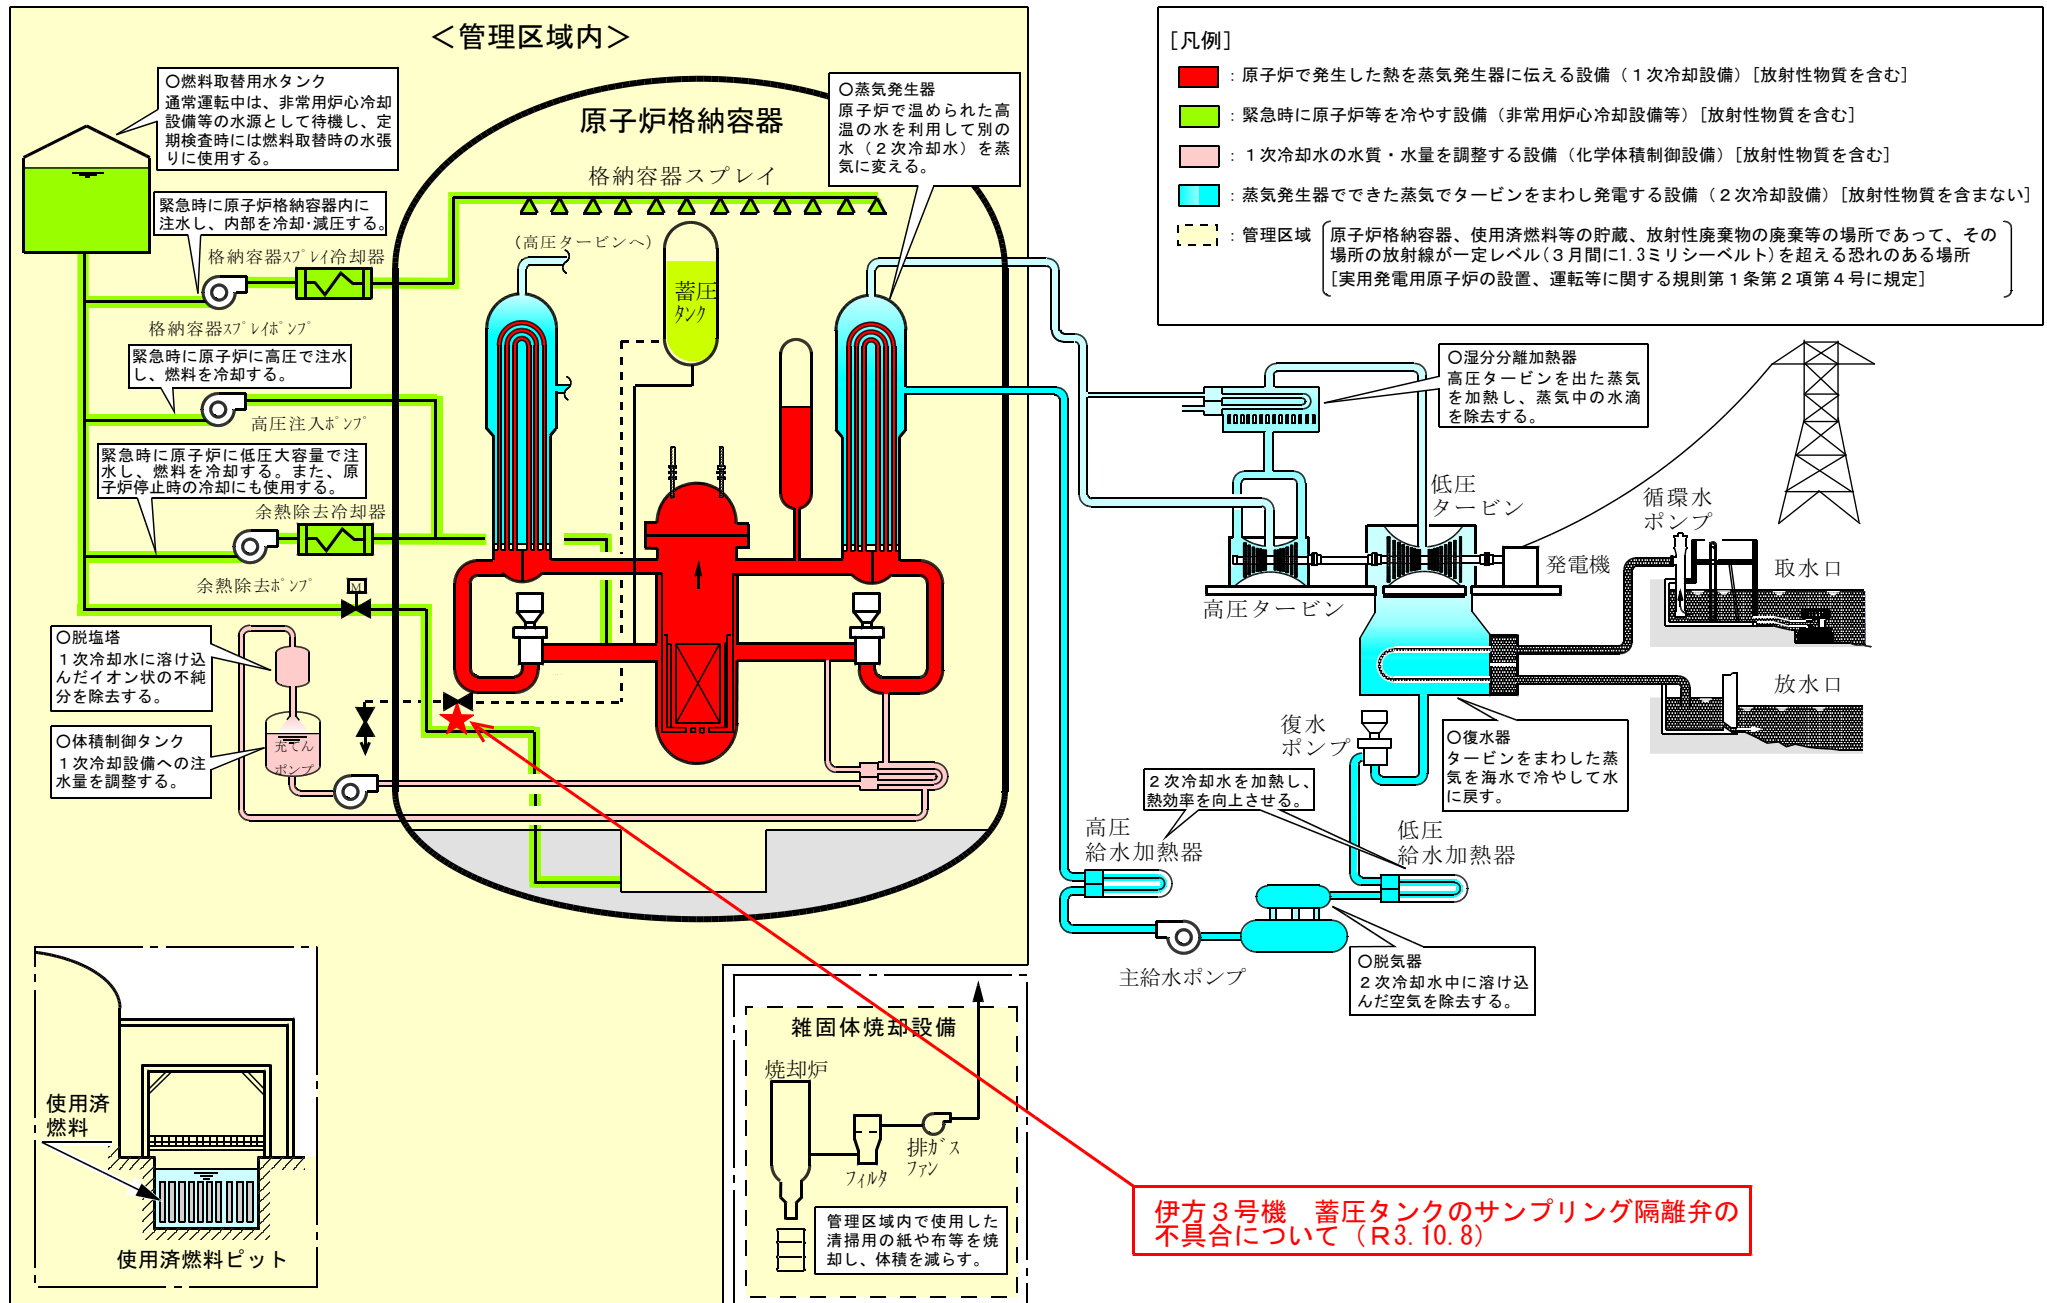 ＜管理区域内＞
○燃料取替用水タンク
通常運転中は、非常用炉心冷却
設備等の水源として待機し、定
期検査時には燃料取替時の水張
りに使用する。
緊急時に原子炉格納容器内に
注水し、内部を冷却・減圧する。
格納容器ｽﾌﾟﾚｲ冷却器
格納容器ｽﾌﾟﾚｲﾎﾟﾝﾌﾟ
緊急時に原子炉に高圧で注水
し、燃料を冷却する。
高圧注入ﾎﾟﾝﾌﾟ
緊急時に原子炉に低圧大容量で注
水し、燃料を冷却する。また、原
子炉停止時の冷却にも使用する。
余熱除去冷却器
余熱除去ﾎﾟﾝﾌﾟ
M
○脱塩塔
１次冷却水に溶け込
んだイオン状の不純
分を除去する。
○体積制御タンク
１次冷却設備への注
水量を調整する。
充てん
ポンプ
原子炉格納容器
格納容器スプレイ
（高圧タービンへ）
蓄圧
ﾀﾝｸ
○蒸気発生器
原子炉で温められた高
温の水を利用して別の
水（２次冷却水）を蒸
気に変える。
［凡例］
：原子炉で発生した熱を蒸気発生器に伝える設備（１次冷却設備）［放射性物質を含む］
：緊急時に原子炉等を冷やす設備（非常用炉心冷却設備等）［放射性物質を含む］
：１次冷却水の水質・水量を調整する設備（化学体積制御設備）［放射性物質を含む］
：蒸気発生器でできた蒸気でタービンをまわし発電する設備（２次冷却設備）［放射性物質を含まない］
：管理区域
原子炉格納容器、使用済燃料等の貯蔵、放射性廃棄物の廃棄等の場所であって、その
場所の放射線が一定レベル（３月間に1.3ミリシーベルト）を超える恐れのある場所
［実用発電用原子炉の設置、運転等に関する規則第１条第２項第４号に規定］
○湿分分離加熱器
高圧タービンを出た蒸気
を加熱し、蒸気中の水滴
を除去する。
低圧
タービン
高圧タービン
発電機
循環水
ポンプ
取水口
放水口
復水
ポンプ
○復水器
タービンをまわした蒸
気を海水で冷やして水
に戻す。
２次冷却水を加熱し、
熱効率を向上させる。
高圧
給水加熱器
低圧
給水加熱器
主給水ポンプ
○脱気器
２次冷却水中に溶け込
んだ空気を除去する。
使用済
燃料
使用済燃料ピット
雑固体焼却設備
焼却炉
ﾌｨﾙﾀ
排ｶﾞｽ
ﾌｧﾝ
管理区域内で使用した
清掃用の紙や布等を焼
却し、体積を減らす。
伊方３号機　蓄圧タンクのサンプリング隔離弁の
不具合について（Ｒ3.10.8）